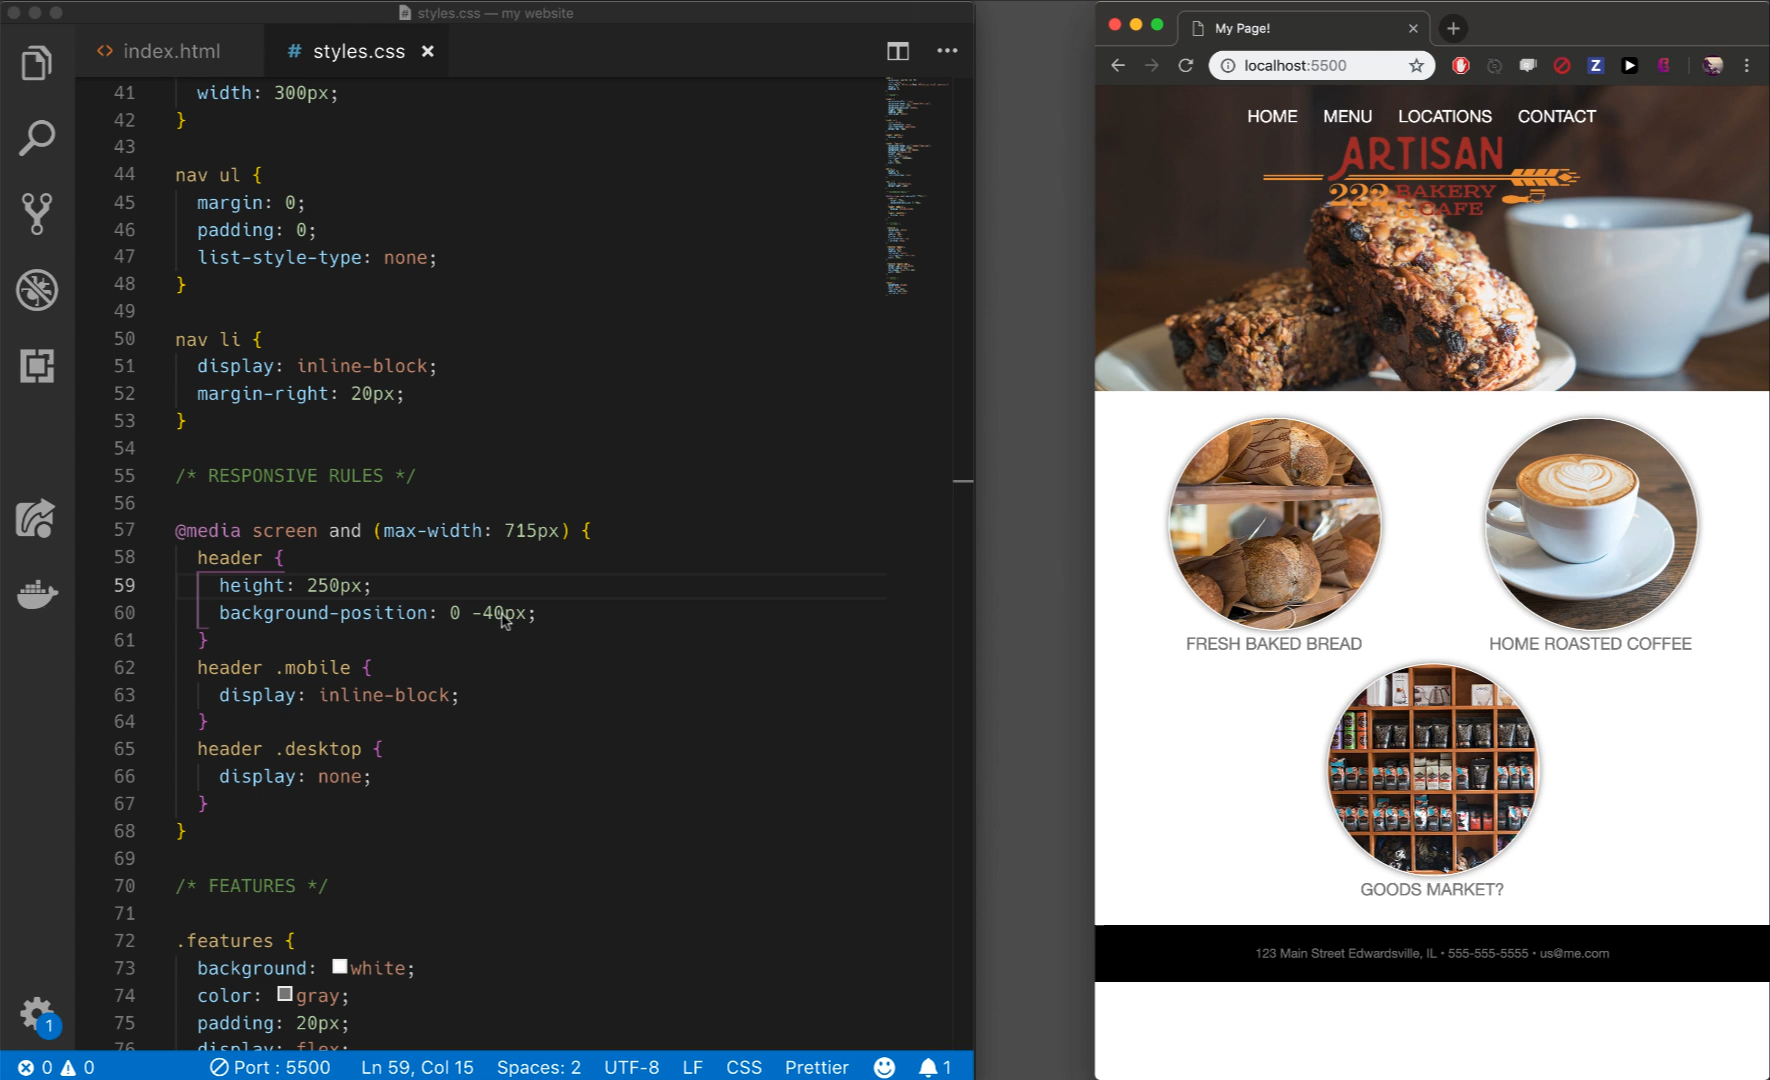 styles.css — my website
index.html
# styles.css ×
41 width: 300px;
42 }
43
44 nav ul {
45 margin: 0;
46 padding: 0;
47 list-style-type: none;
48 }
49
50 nav li {
51 display: inline-block;
52 margin-right: 20px;
53 }
54
55 /* RESPONSIVE RULES */
56
57 @media screen and (max-width: 715px) {
58 header {
59 height: 250px;
60 background-position: 0 -40px;
61 }
62 header .mobile {
63 display: inline-block;
64 }
65 header .desktop {
66 display: none;
67 }
68 }
69
70 /* FEATURES */
71
72 .features {
73 background: white;
74 color: gray;
75 padding: 20px;
76 display: flex;
1
0 0 Port : 5500 Ln 59, Col 15 Spaces: 2 UTF-8 LF CSS Prettier 1
My Page!
localhost:5500
Z
HOME MENU LOCATIONS CONTACT
ARTISAN
222 BAKERY
& CAFE
FRESH BAKED BREAD
HOME ROASTED COFFEE
GOODS MARKET?
123 Main Street Edwardsville, IL • 555-555-5555 • us@me.com